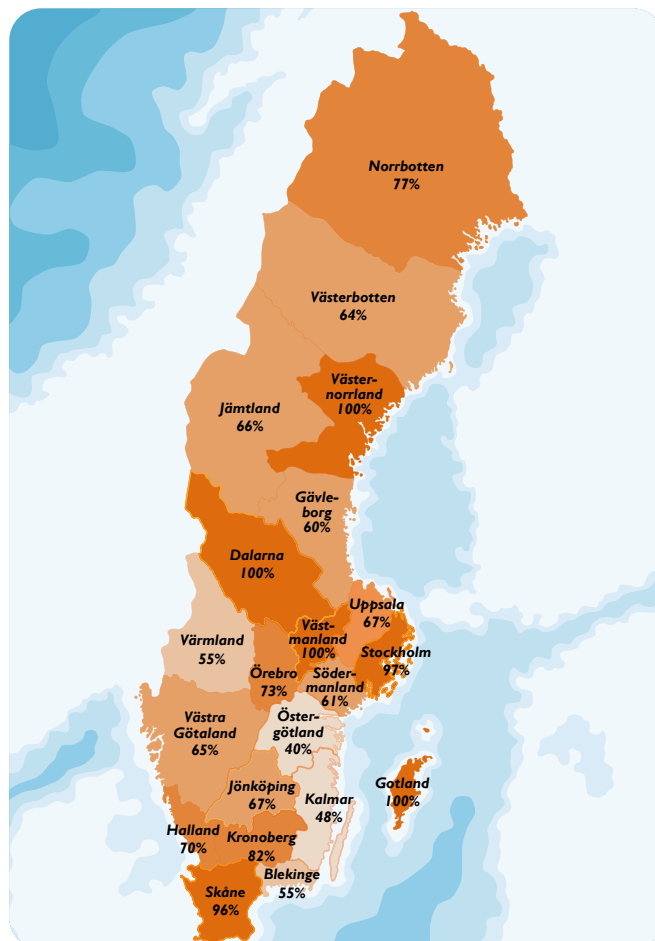 Norrbotten
77%
Västerbotten
64%
Väster-
norrland
100%
Jämtland
66%
Gävle-
borg
60%
Dalarna
100%
Uppsala
67%
Väst-
manland
100%
Stockholm
97%
Värmland
55%
Örebro
73%
Söder-
manland
61%
Västra
Götaland
65%
Öster-
götland
40%
Jönköping
67%
Kalmar
48%
Gotland
100%
Halland
70%
Kronoberg
82%
Blekinge
55%
Skåne
96%